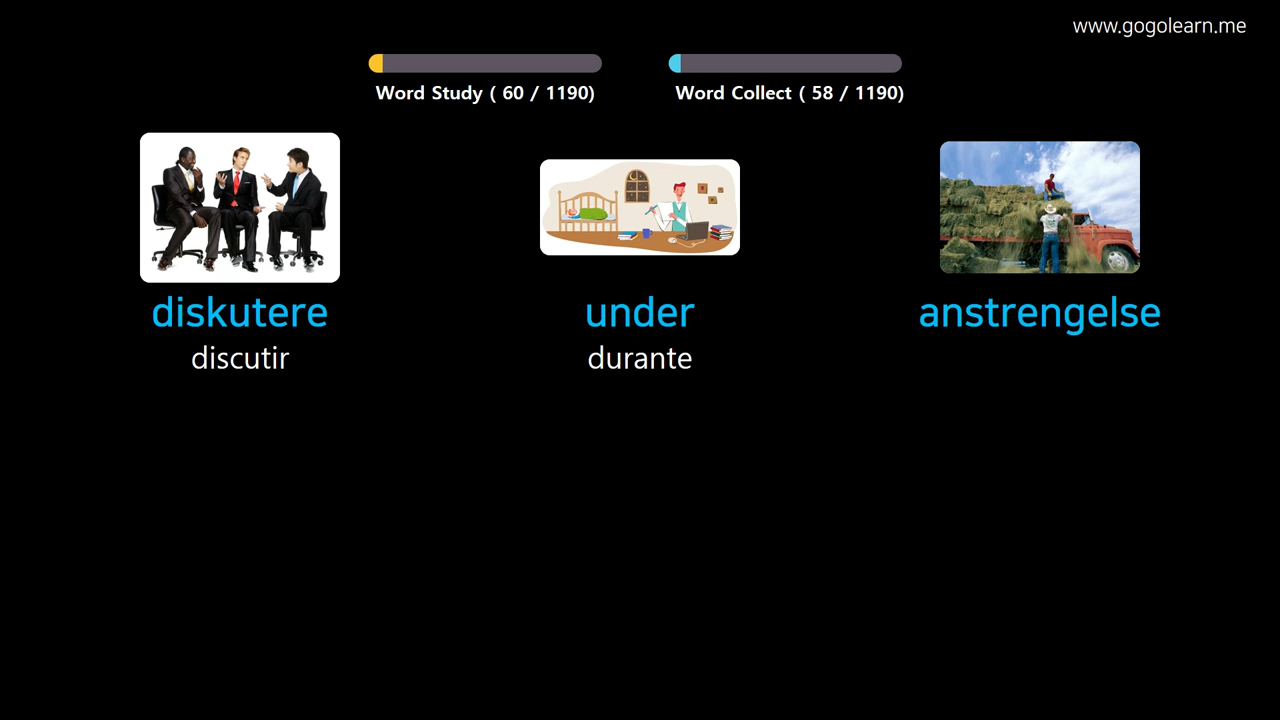 www.gogolearn.me
Word Study ( 60 / 1190)
Word Collect ( 58 / 1190)
diskutere
under
anstrengelse
discutir
durante